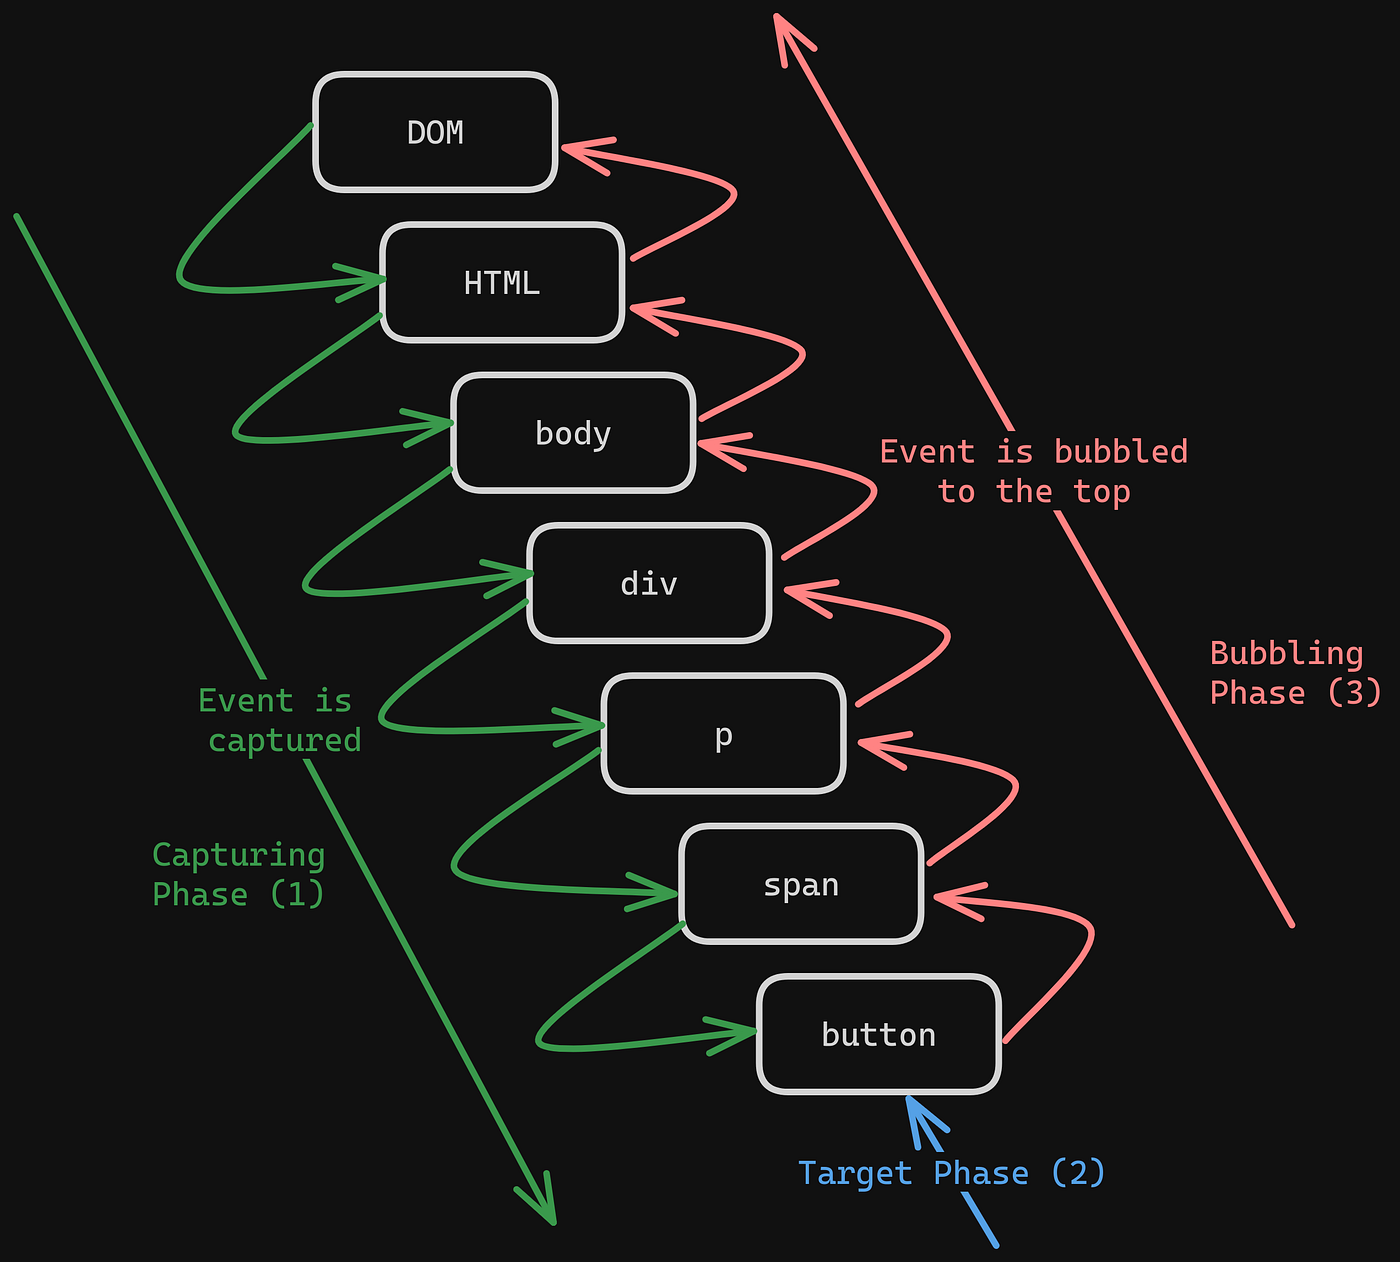 DOM
HTML
body
Event is bubbled
to the top
div
Bubbling
Phase (3)
Event is
captured
p
Capturing
Phase (1)
span
button
Target Phase (2)